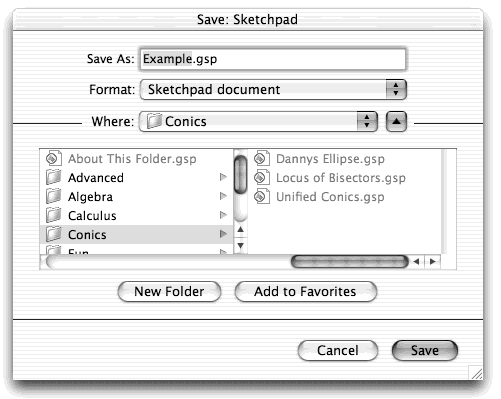 Save: Sketchpad
Save As: Example.gsp
Format: Sketchpad document
Where: Conics
About This Folder.gsp
Advanced
Algebra
Calculus
Conics
Fun
Dannys Ellipse.gsp
Locus of Bisectors.gsp
Unified Conics.gsp
New Folder Add to Favorites
Cancel Save